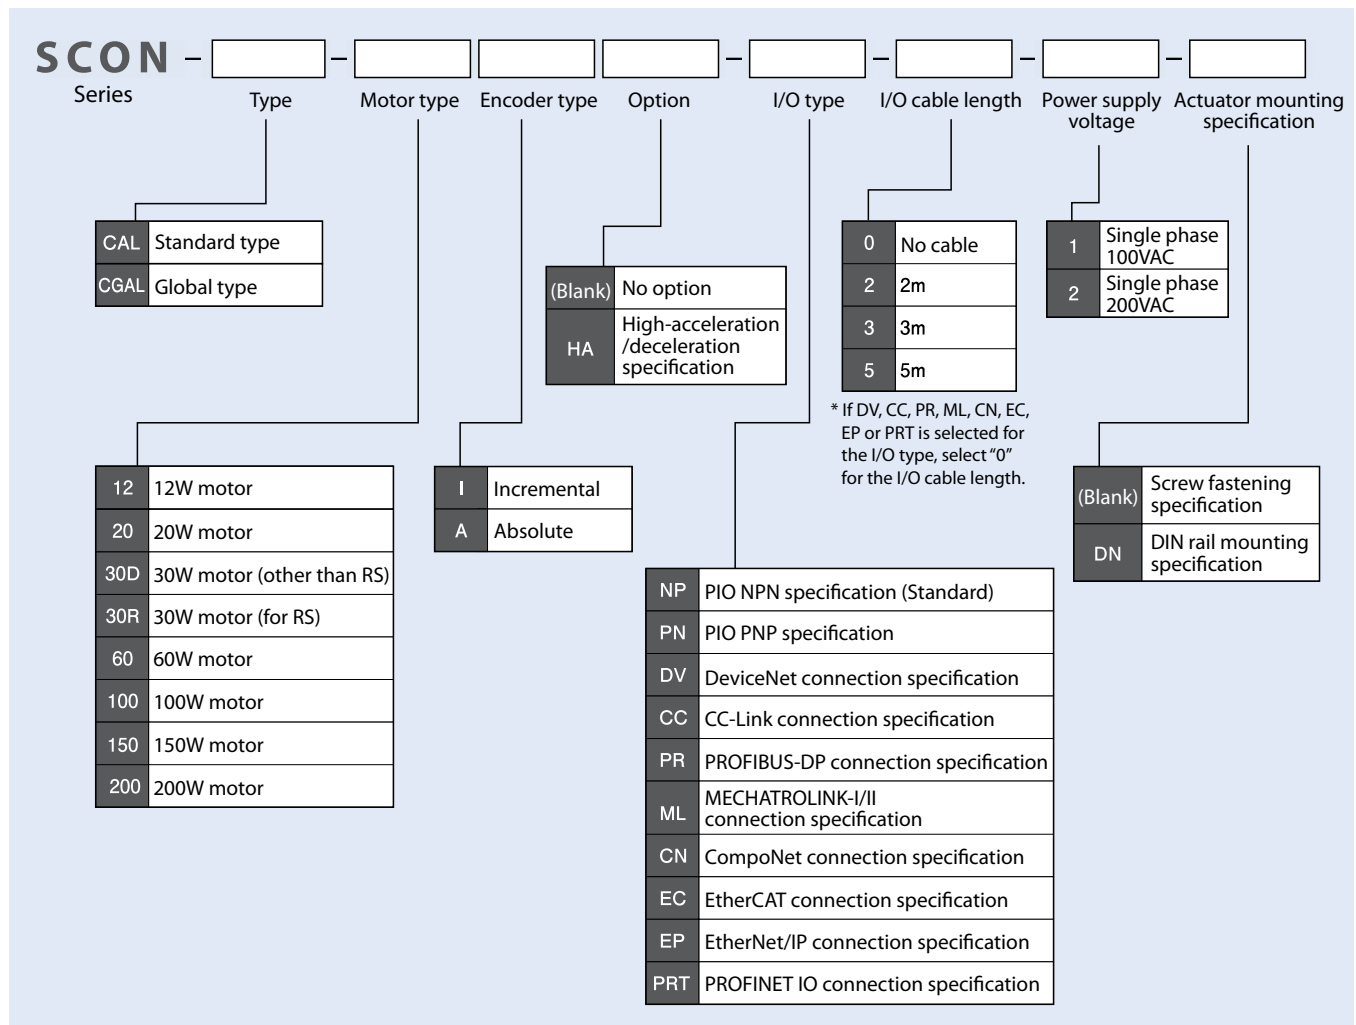 SCON - - - - - -
Series
Type
Motor type
Encoder type
Option
I/O type
I/O cable length
Power supply
voltage
Actuator mounting
specification
CAL Standard type
CGAL Global type
12 12W motor
20 20W motor
30D 30W motor (other than RS)
30R 30W motor (for RS)
60 60W motor
100 100W motor
150 150W motor
200 200W motor
I Incremental
A Absolute
(Blank) No option
HA High-acceleration
/deceleration
specification
NP PIO NPN specification (Standard)
PN PIO PNP specification
DV DeviceNet connection specification
CC CC-Link connection specification
PR PROFIBUS-DP connection specification
ML MECHATROLINK-I/II
connection specification
CN CompoNet connection specification
EC EtherCAT connection specification
EP EtherNet/IP connection specification
PRT PROFINET IO connection specification
0 No cable
2 2m
3 3m
5 5m
* If DV, CC, PR, ML, CN, EC,
EP or PRT is selected for
the I/O type, select "0"
for the I/O cable length.
1 Single phase
100VAC
2 Single phase
200VAC
(Blank) Screw fastening
specification
DN DIN rail mounting
specification